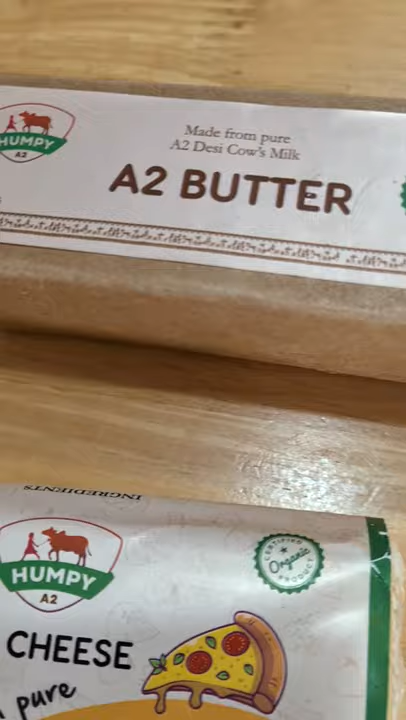 HUMPY
A2
Made from pure
A2 Desi Cow's Milk
A2 BUTTER
INGREDIENTS
HUMPY
A2
CERTIFIED
Organic
PRODUCT
CHEESE
pure